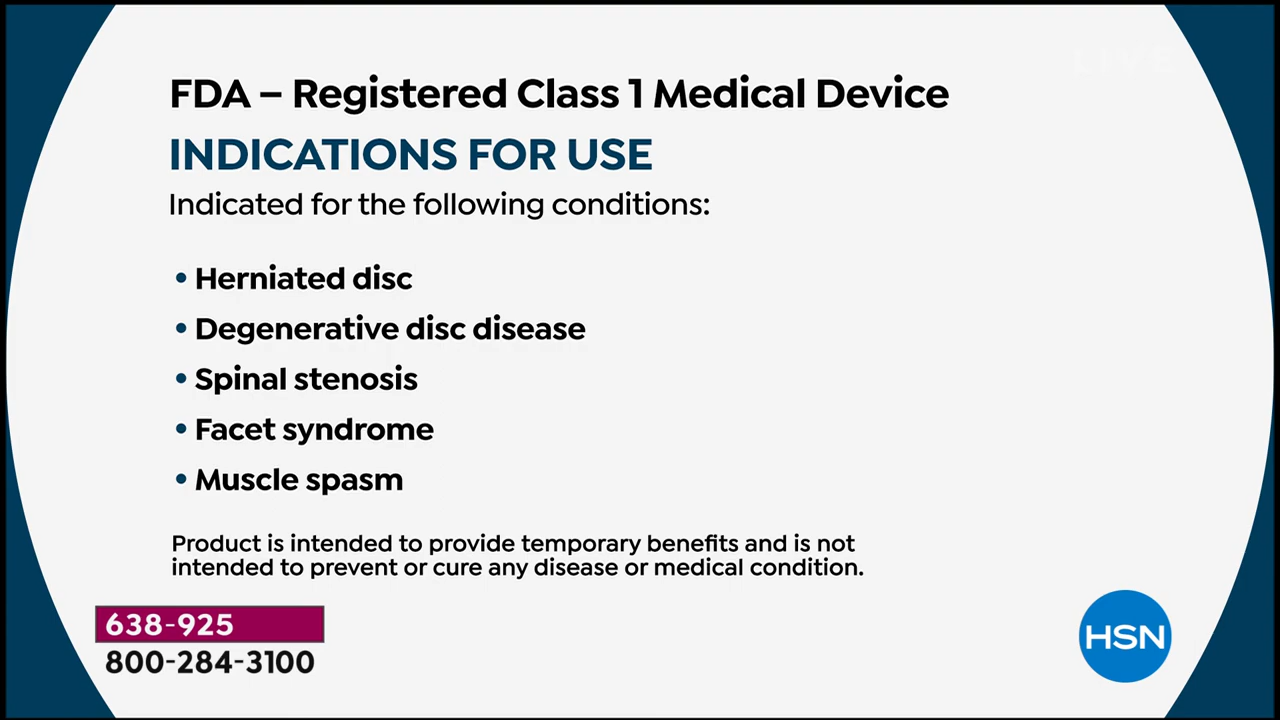 LIVE
FDA – Registered Class 1 Medical Device
INDICATIONS FOR USE
Indicated for the following conditions:
• Herniated disc
• Degenerative disc disease
• Spinal stenosis
• Facet syndrome
• Muscle spasm
Product is intended to provide temporary benefits and is not
intended to prevent or cure any disease or medical condition.
638-925
800-284-3100
HSN